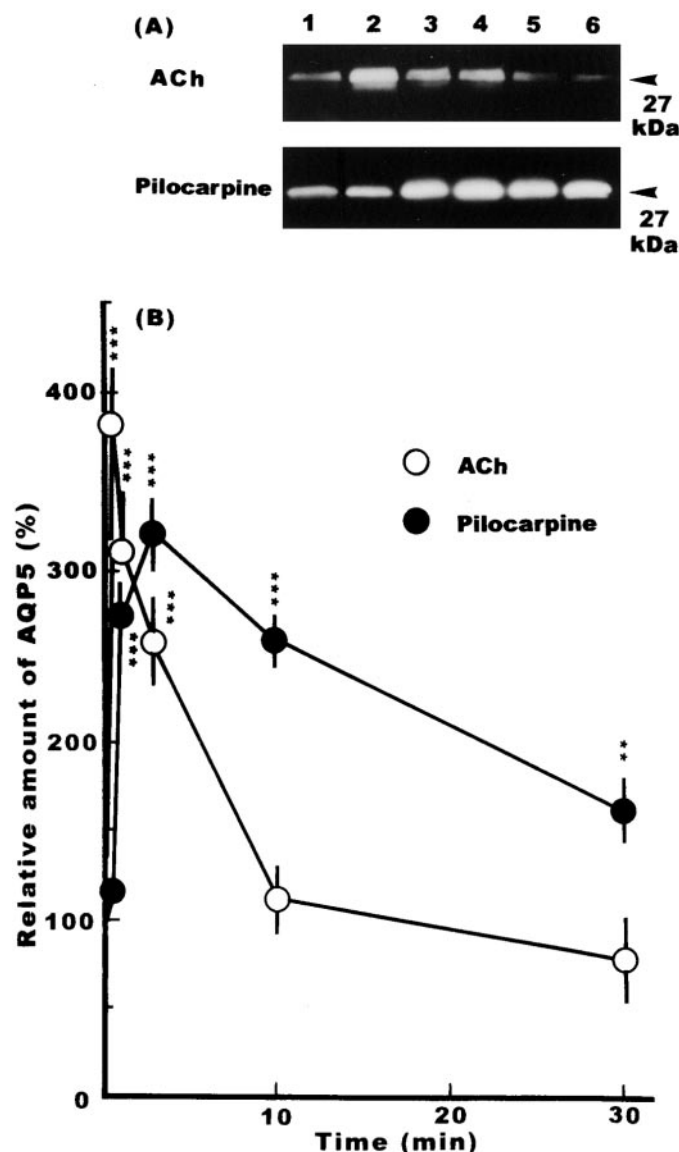 (A) 1 2 3 4 5 6
ACh
27
kDa
Pilocarpine
27
kDa
(B)
Relative amount of AQP5 (%)
400
300
200
100
0
***
***
***
***
***
***
**
ACh
Pilocarpine
10 20 30
Time (min)